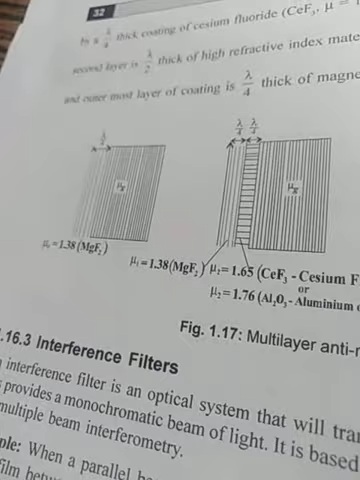 32
by a λ/4 thick coating of cesium fluoride (CeF₃, μ =
second layer is λ/2 thick of high refractive index mate
and outer most layer of coating is λ/4 thick of magne
λ/4 λ/4
λ/4
μg
μg
μ₁ = 1.38 (MgF₂)
μ₁ = 1.38 (MgF₂) μ₂ = 1.65 (CeF₃ - Cesium F
or
μ₂ = 1.76 (Al₂O₃ - Aluminium
Fig. 1.17: Multilayer anti-r
.16.3 Interference Filters
interference filter is an optical system that will tran
provides a monochromatic beam of light. It is based
multiple beam interferometry.
ple: When a parallel
film